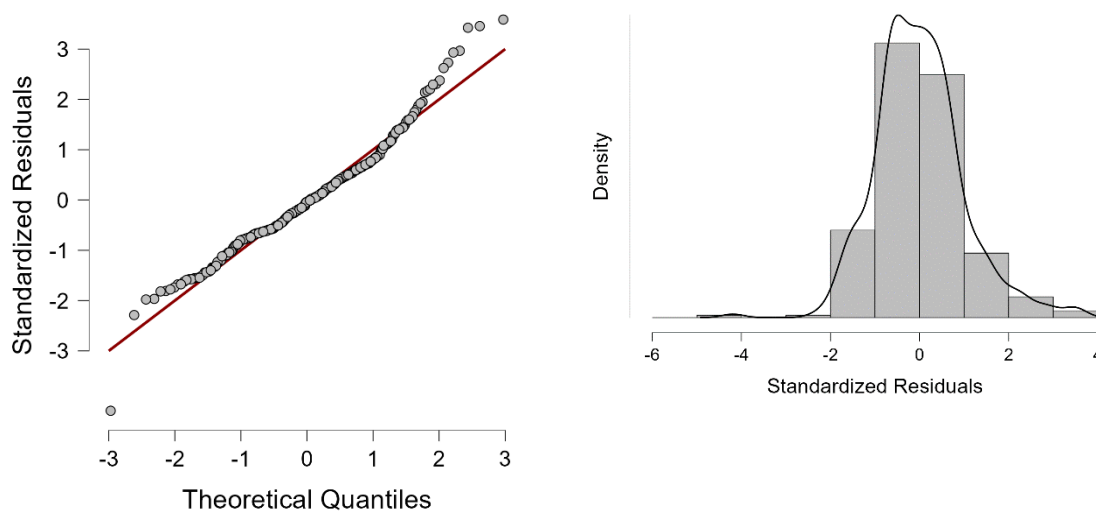 3
2
1
0
-1
-2
-3
Standardized Residuals
-3 -2 -1 0 1 2 3
Theoretical Quantiles
Density
-6 -4 -2 0 2 4
Standardized Residuals